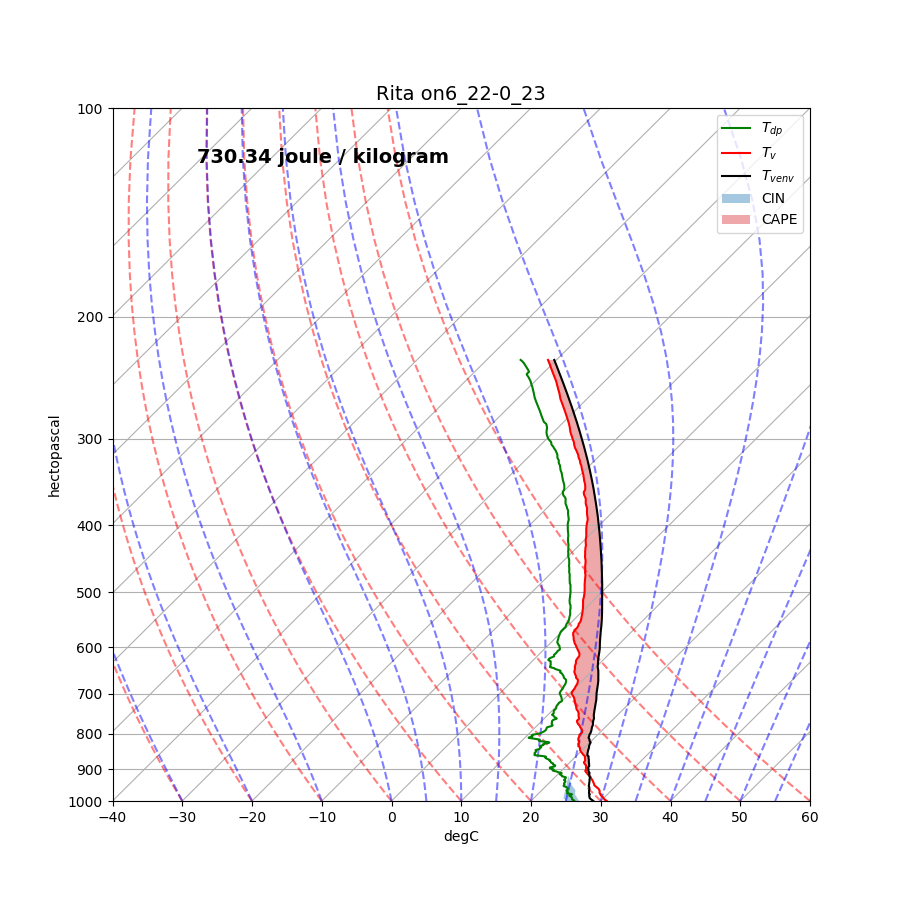 Rita on6_22-0_23
730.34 joule / kilogram
T_dp
T_v
T_venv
CIN
CAPE
hectopascal
100
200
300
400
500
600
700
800
900
1000
−40 −30 −20 −10 0 10 20 30 40 50 60
degC